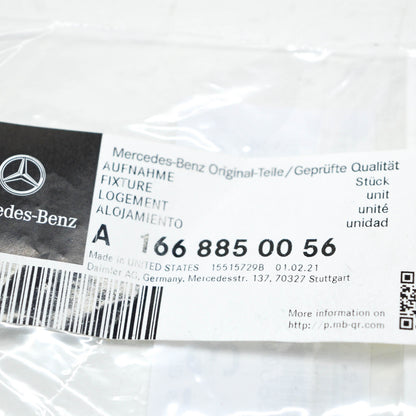 Mercedes-Benz Original-Teile/Geprüfte Qualität
AUFNAHME Stück
FIXTURE unit
LOGEMENT unité
ALOJAMIENTO unidad
edes-Benz
A 166 885 00 56
Made in UNITED STATES 15515729B 01.02.21
Daimler AG, Germany, Mercedesstr. 137, 70327 Stuttgart
More information on
http://p.mb-qr.com/